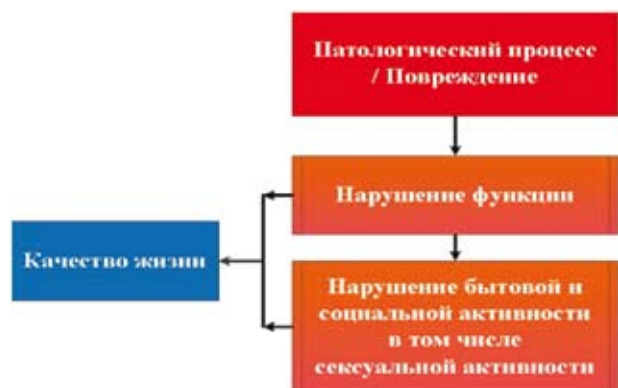 Патологический процесс
/ Повреждение
Нарушение функции
Качество жизни
Нарушение бытовой и
социальной активности
в том числе
сексуальной активности